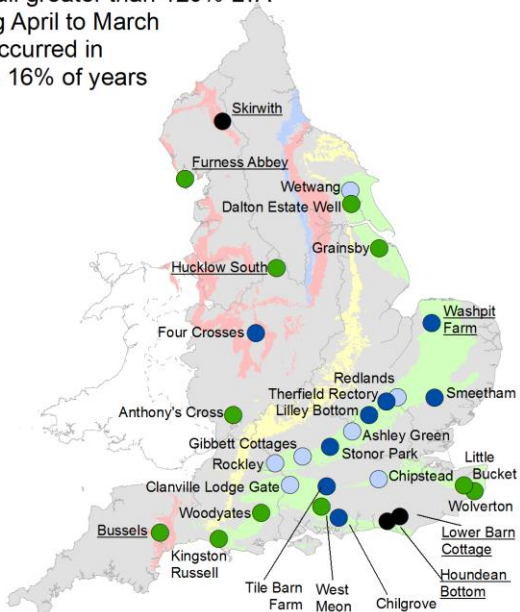 greater than 120% LTA
April to March
occurred in
16% of years
Skirwith
Furness Abbey
Wetwang
Dalton Estate Well
Grainsby
Hucklow South
Washpit
Farm
Four Crosses
Redlands
Therfield Rectory
Smeetham
Lilley Bottom
Anthony's Cross
Ashley Green
Gibbett Cottages
Stonor Park
Little
Bucket
Rockley
Chipstead
Clanville Lodge Gate
Wolverton
Woodyates
Bussels
Lower Barn
Cottage
Kingston
Russell
Houndean
Bottom
Tile Barn
Farm
West
Meon
Chilgrove